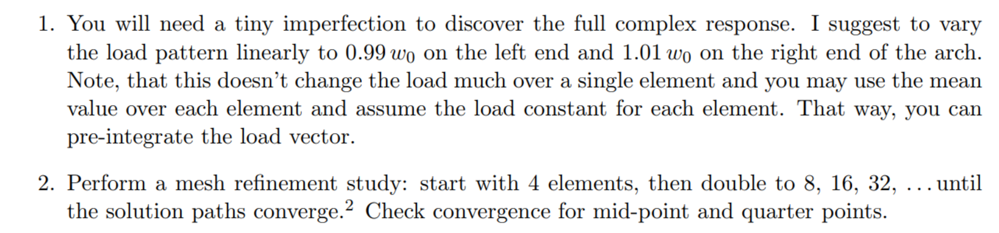 1. You will need a tiny imperfection to discover the full complex response. I suggest to vary
the load pattern linearly to 0.99 w₀ on the left end and 1.01 w₀ on the right end of the arch.
Note, that this doesn’t change the load much over a single element and you may use the mean
value over each element and assume the load constant for each element. That way, you can
pre-integrate the load vector.
2. Perform a mesh refinement study: start with 4 elements, then double to 8, 16, 32, ... until
the solution paths converge.² Check convergence for mid-point and quarter points.